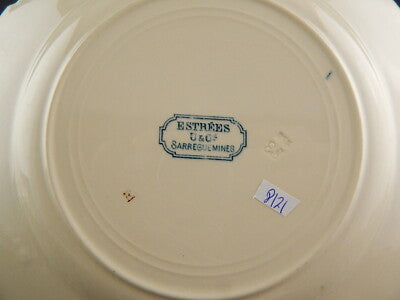 ESTRÉES
U & Cie
SARREGUEMINES
8121